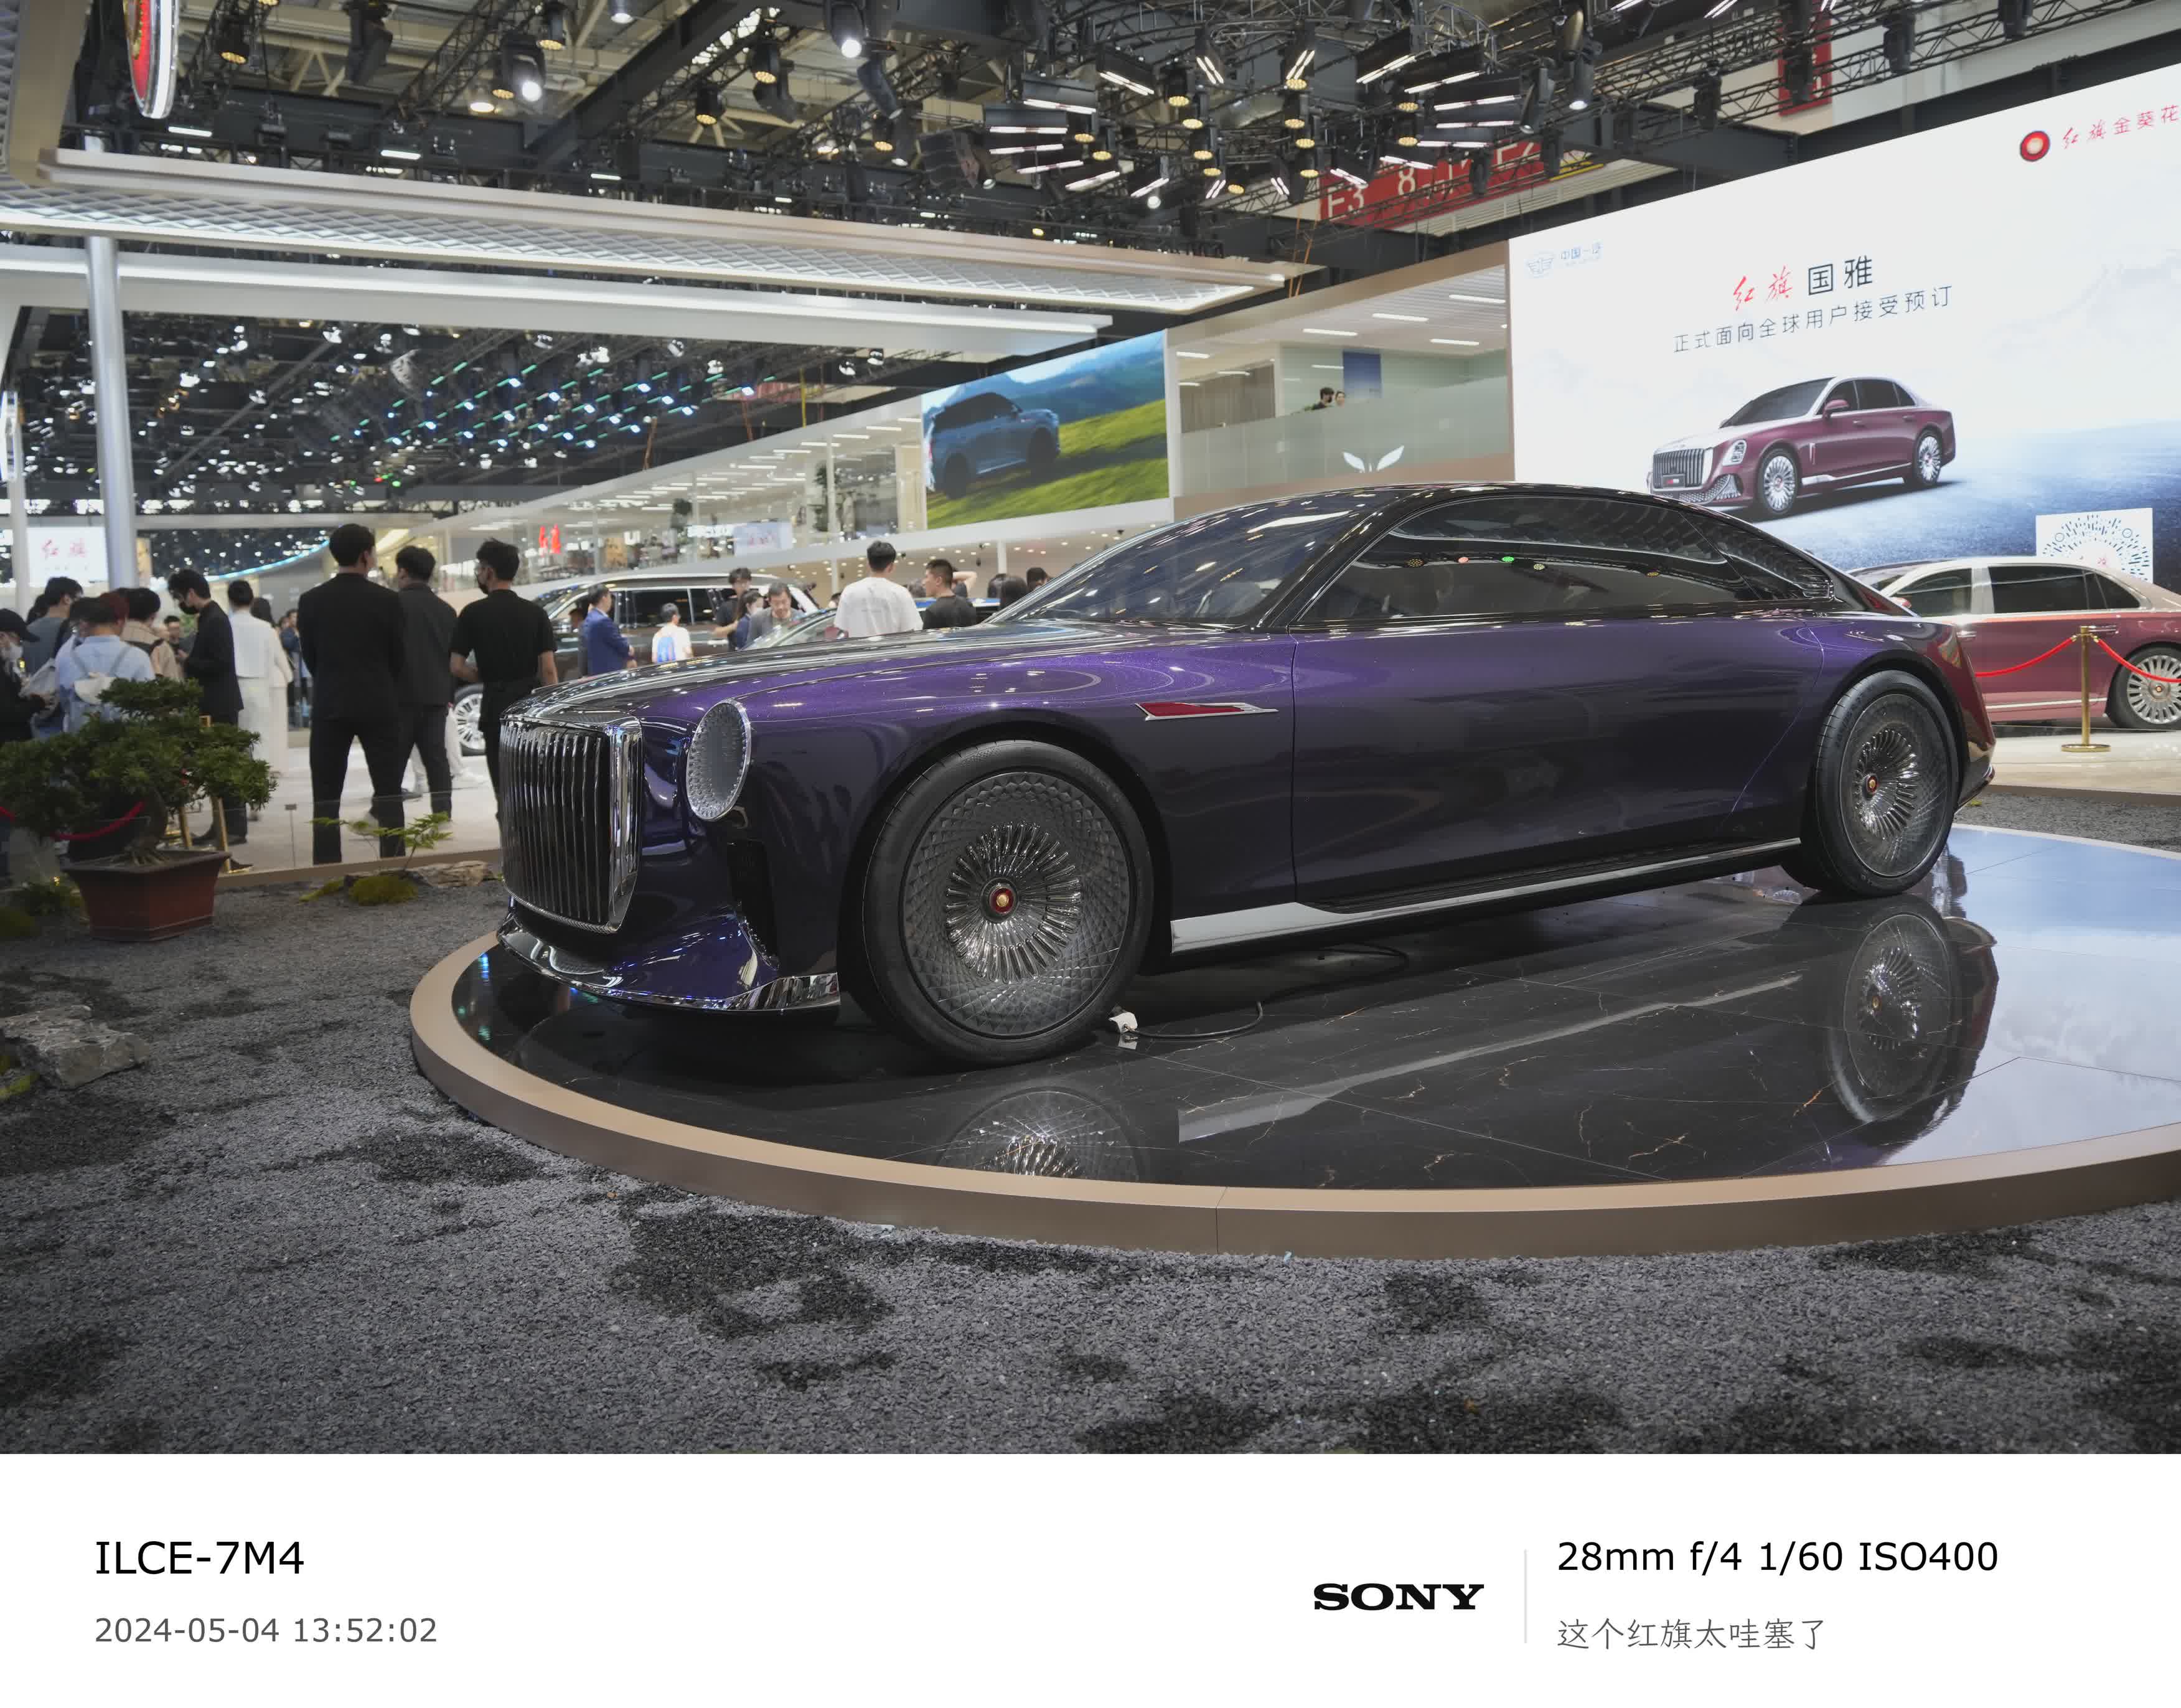 红旗金葵花
E3 8.1 E2
中国一汽
红旗 国雅
正式面向全球用户接受预订
红旗
ILCE-7M4
2024-05-04 13:52:02
SONY
28mm f/4 1/60 ISO400
这个红旗太哇塞了